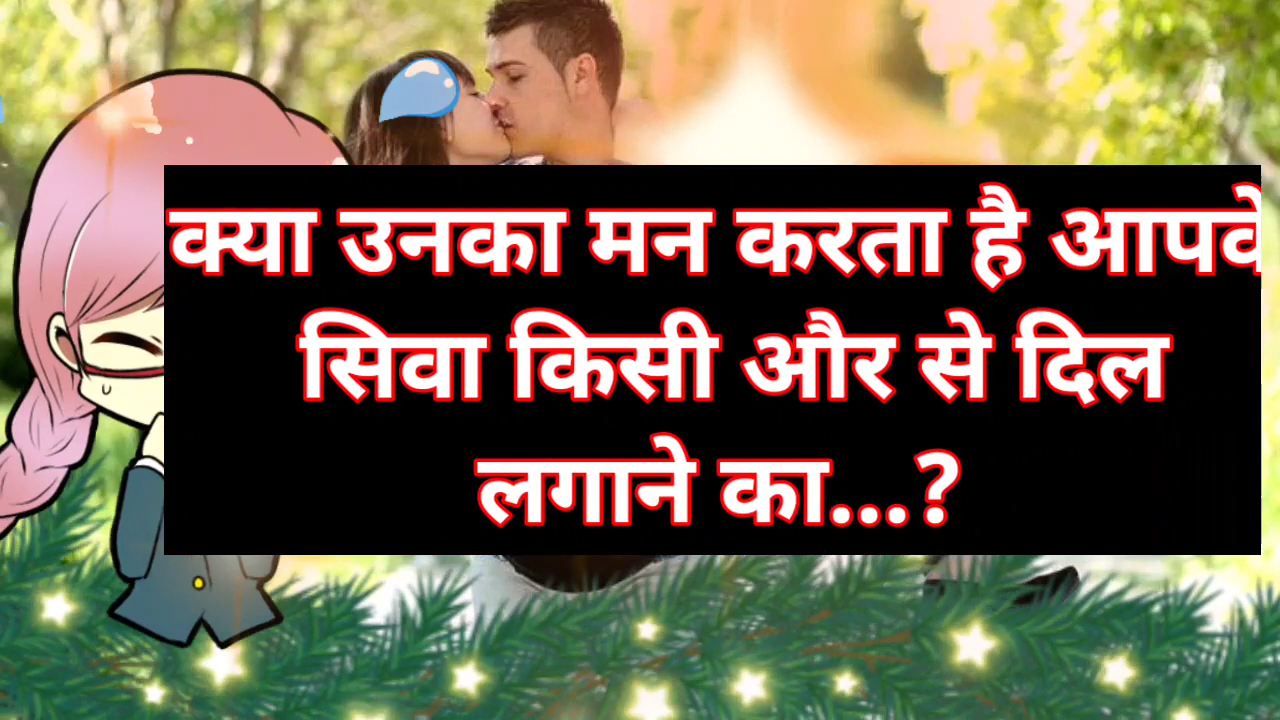 क्या उनका मन करता है आपके
सिवा किसी और से दिल
लगाने का...?